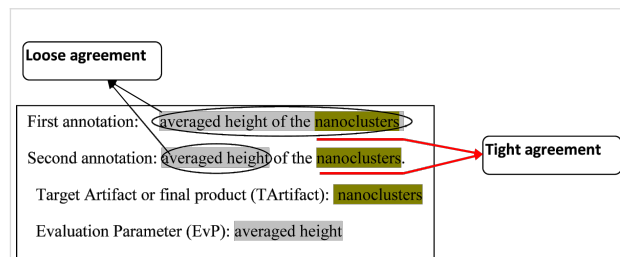 Loose agreement
First annotation: averaged height of the nanoclusters
Second annotation: averaged height of the nanoclusters.
Tight agreement
Target Artifact or final product (TArtifact): nanoclusters
Evaluation Parameter (EvP): averaged height